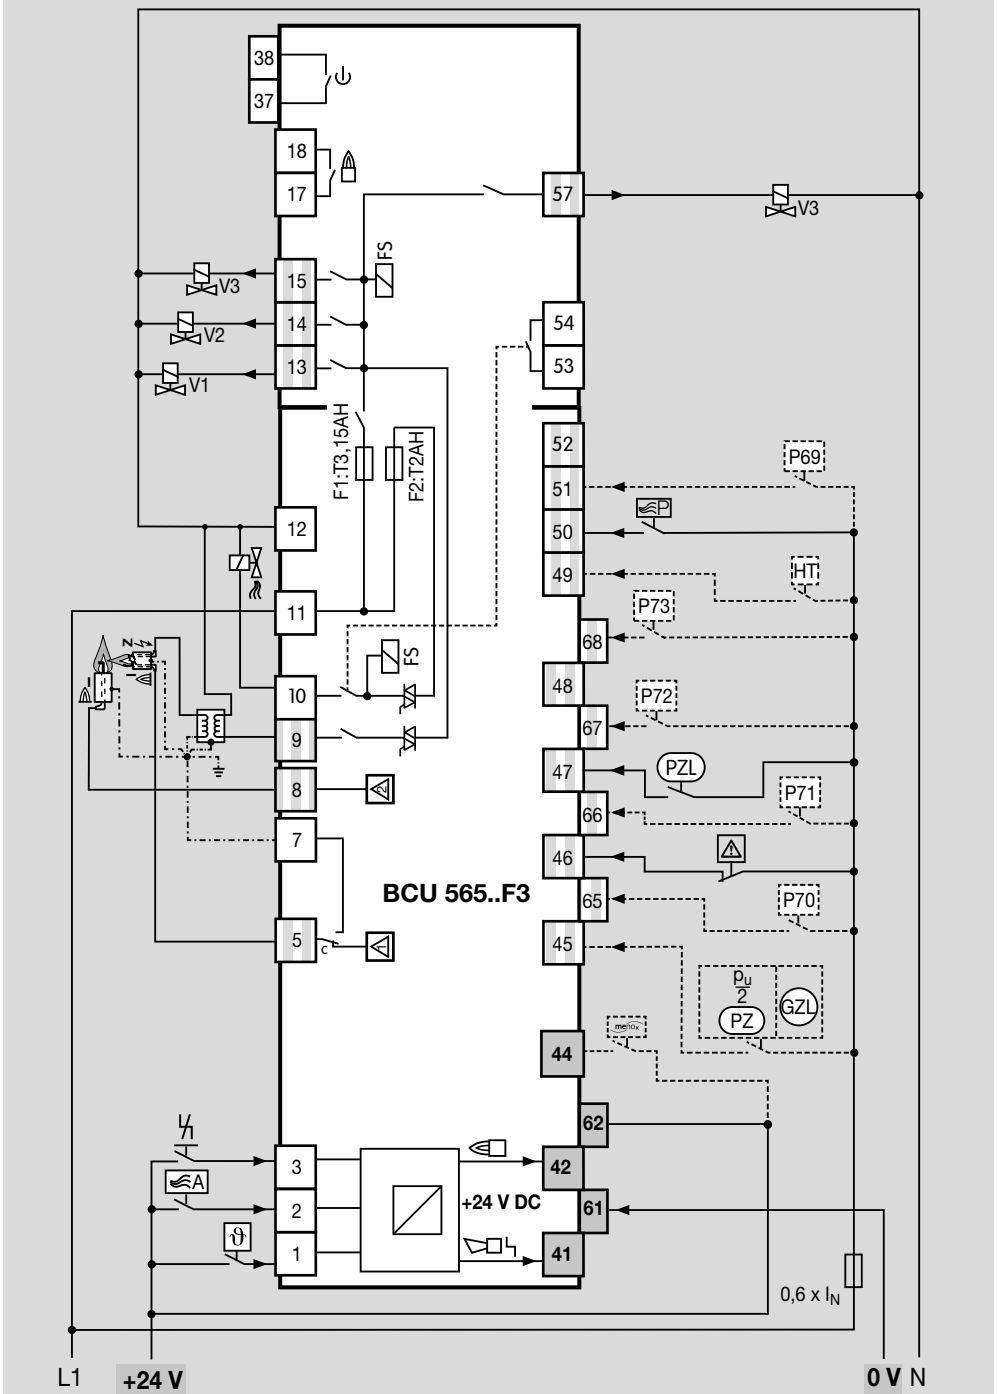 38
37
18
17
57
V3
FS
15
V3
54
14
V2
53
13
V1
F1:T3,15AH
F2:T2AH
52
P69
51
P
12
50
49
HT
11
P73
68
Z
I
FS
10
48
P72
67
9
PZL
47
8
2
P71
66
7
46
BCU 565..F3
P70
65
5
c
1
45
pu
2
PZ
GZL
menox
44
62
3
42
A
2
+24 V DC
61
ϑ
1
41
0,6 x IN
L1
+24 V
0 V
N